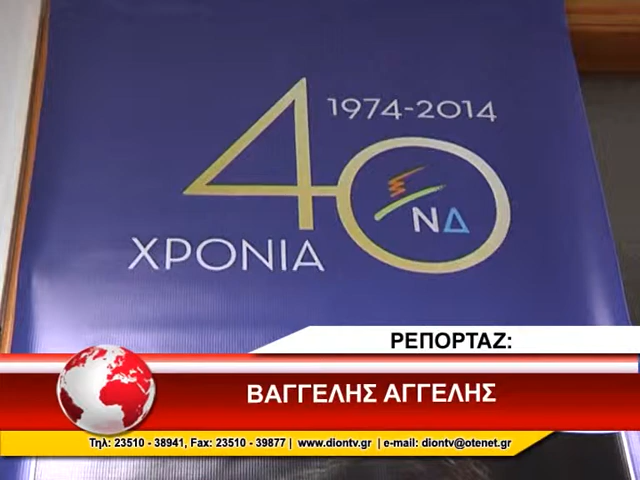 1974-2014
40
ΝΔ
ΧΡΟΝΙΑ
ΡΕΠΟΡΤΑΖ:
ΒΑΓΓΕΛΗΣ ΑΓΓΕΛΗΣ
Τηλ: 23510 - 38941, Fax: 23510 - 39877 | www.diontv.gr | e-mail: diontv@otenet.gr